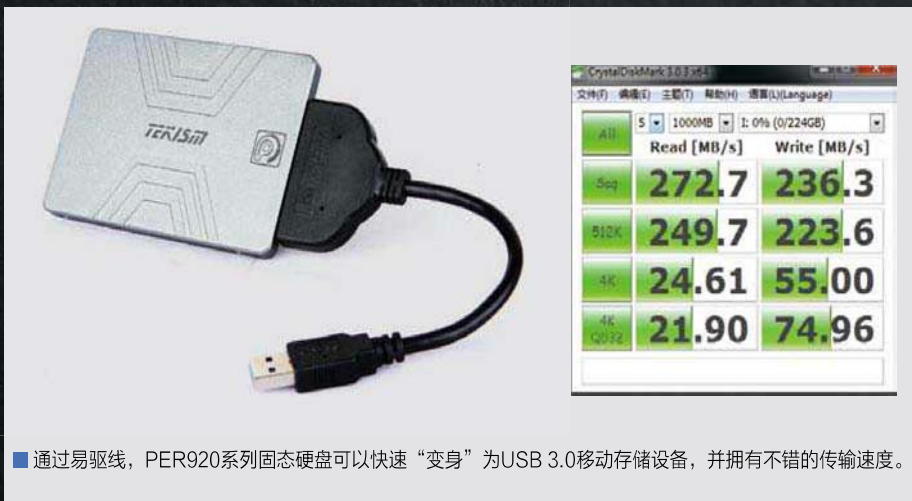 TEKISM
CrystalDiskMark 3.0.3 x64
文件(F) 编辑(E) 主题(T) 帮助(H) 语言(L)(Language)
All 5 1000MB I: 0% (0/224GB)
Read [MB/s] Write [MB/s]
Seq 272.7 236.3
512K 249.7 223.6
4K 24.61 55.00
4K QD32 21.90 74.96
■ 通过易驱线，PER920系列固态硬盘可以快速“变身”为USB 3.0移动存储设备，并拥有不错的传输速度。